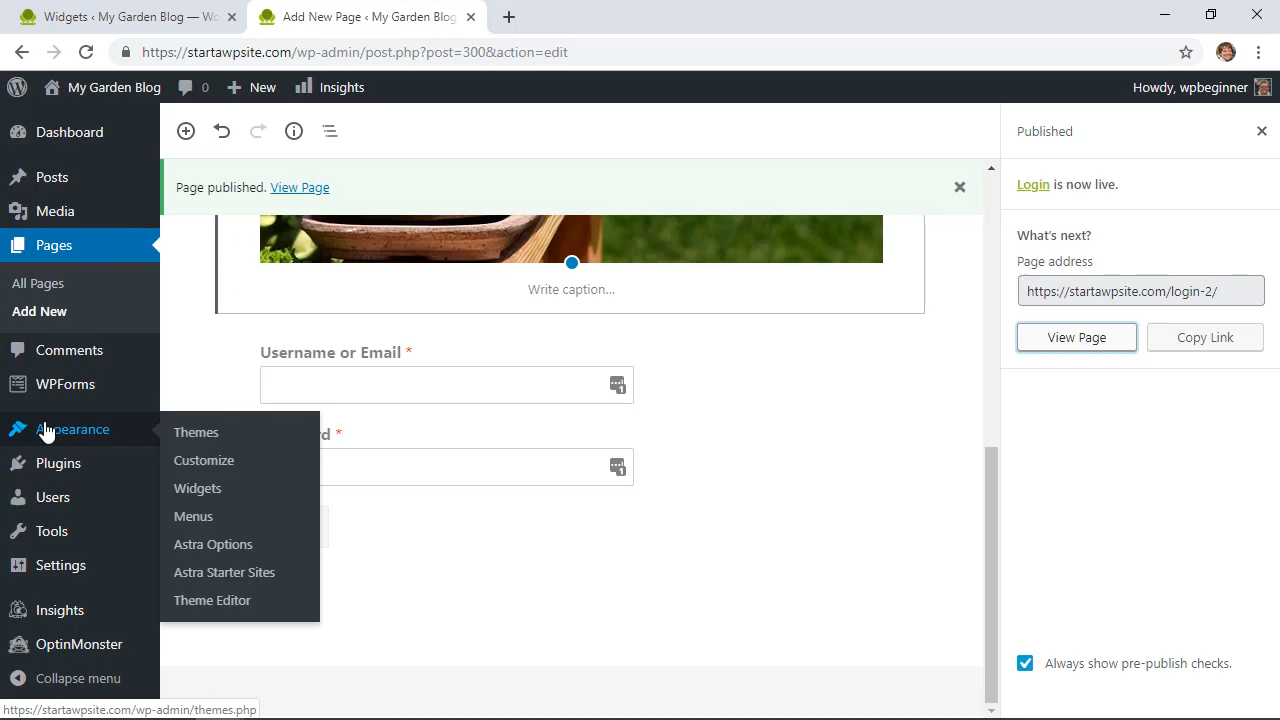 Widgets ‹ My Garden Blog — Wo
Add New Page ‹ My Garden Blog
https://startawpsite.com/wp-admin/post.php?post=300&action=edit
My Garden Blog
0
New
Insights
Howdy, wpbeginner
Dashboard
Posts
Media
Pages
All Pages
Add New
Comments
WPForms
Appearance
Plugins
Users
Tools
Settings
Insights
OptinMonster
Collapse menu
Themes
Customize
Widgets
Menus
Astra Options
Astra Starter Sites
Theme Editor
Page published. View Page
Write caption...
Username or Email *
rd *
1
1
Published
Login is now live.
What's next?
Page address
https://startawpsite.com/login-2/
View Page
Copy Link
Always show pre-publish checks.
https://startawpsite.com/wp-admin/themes.php